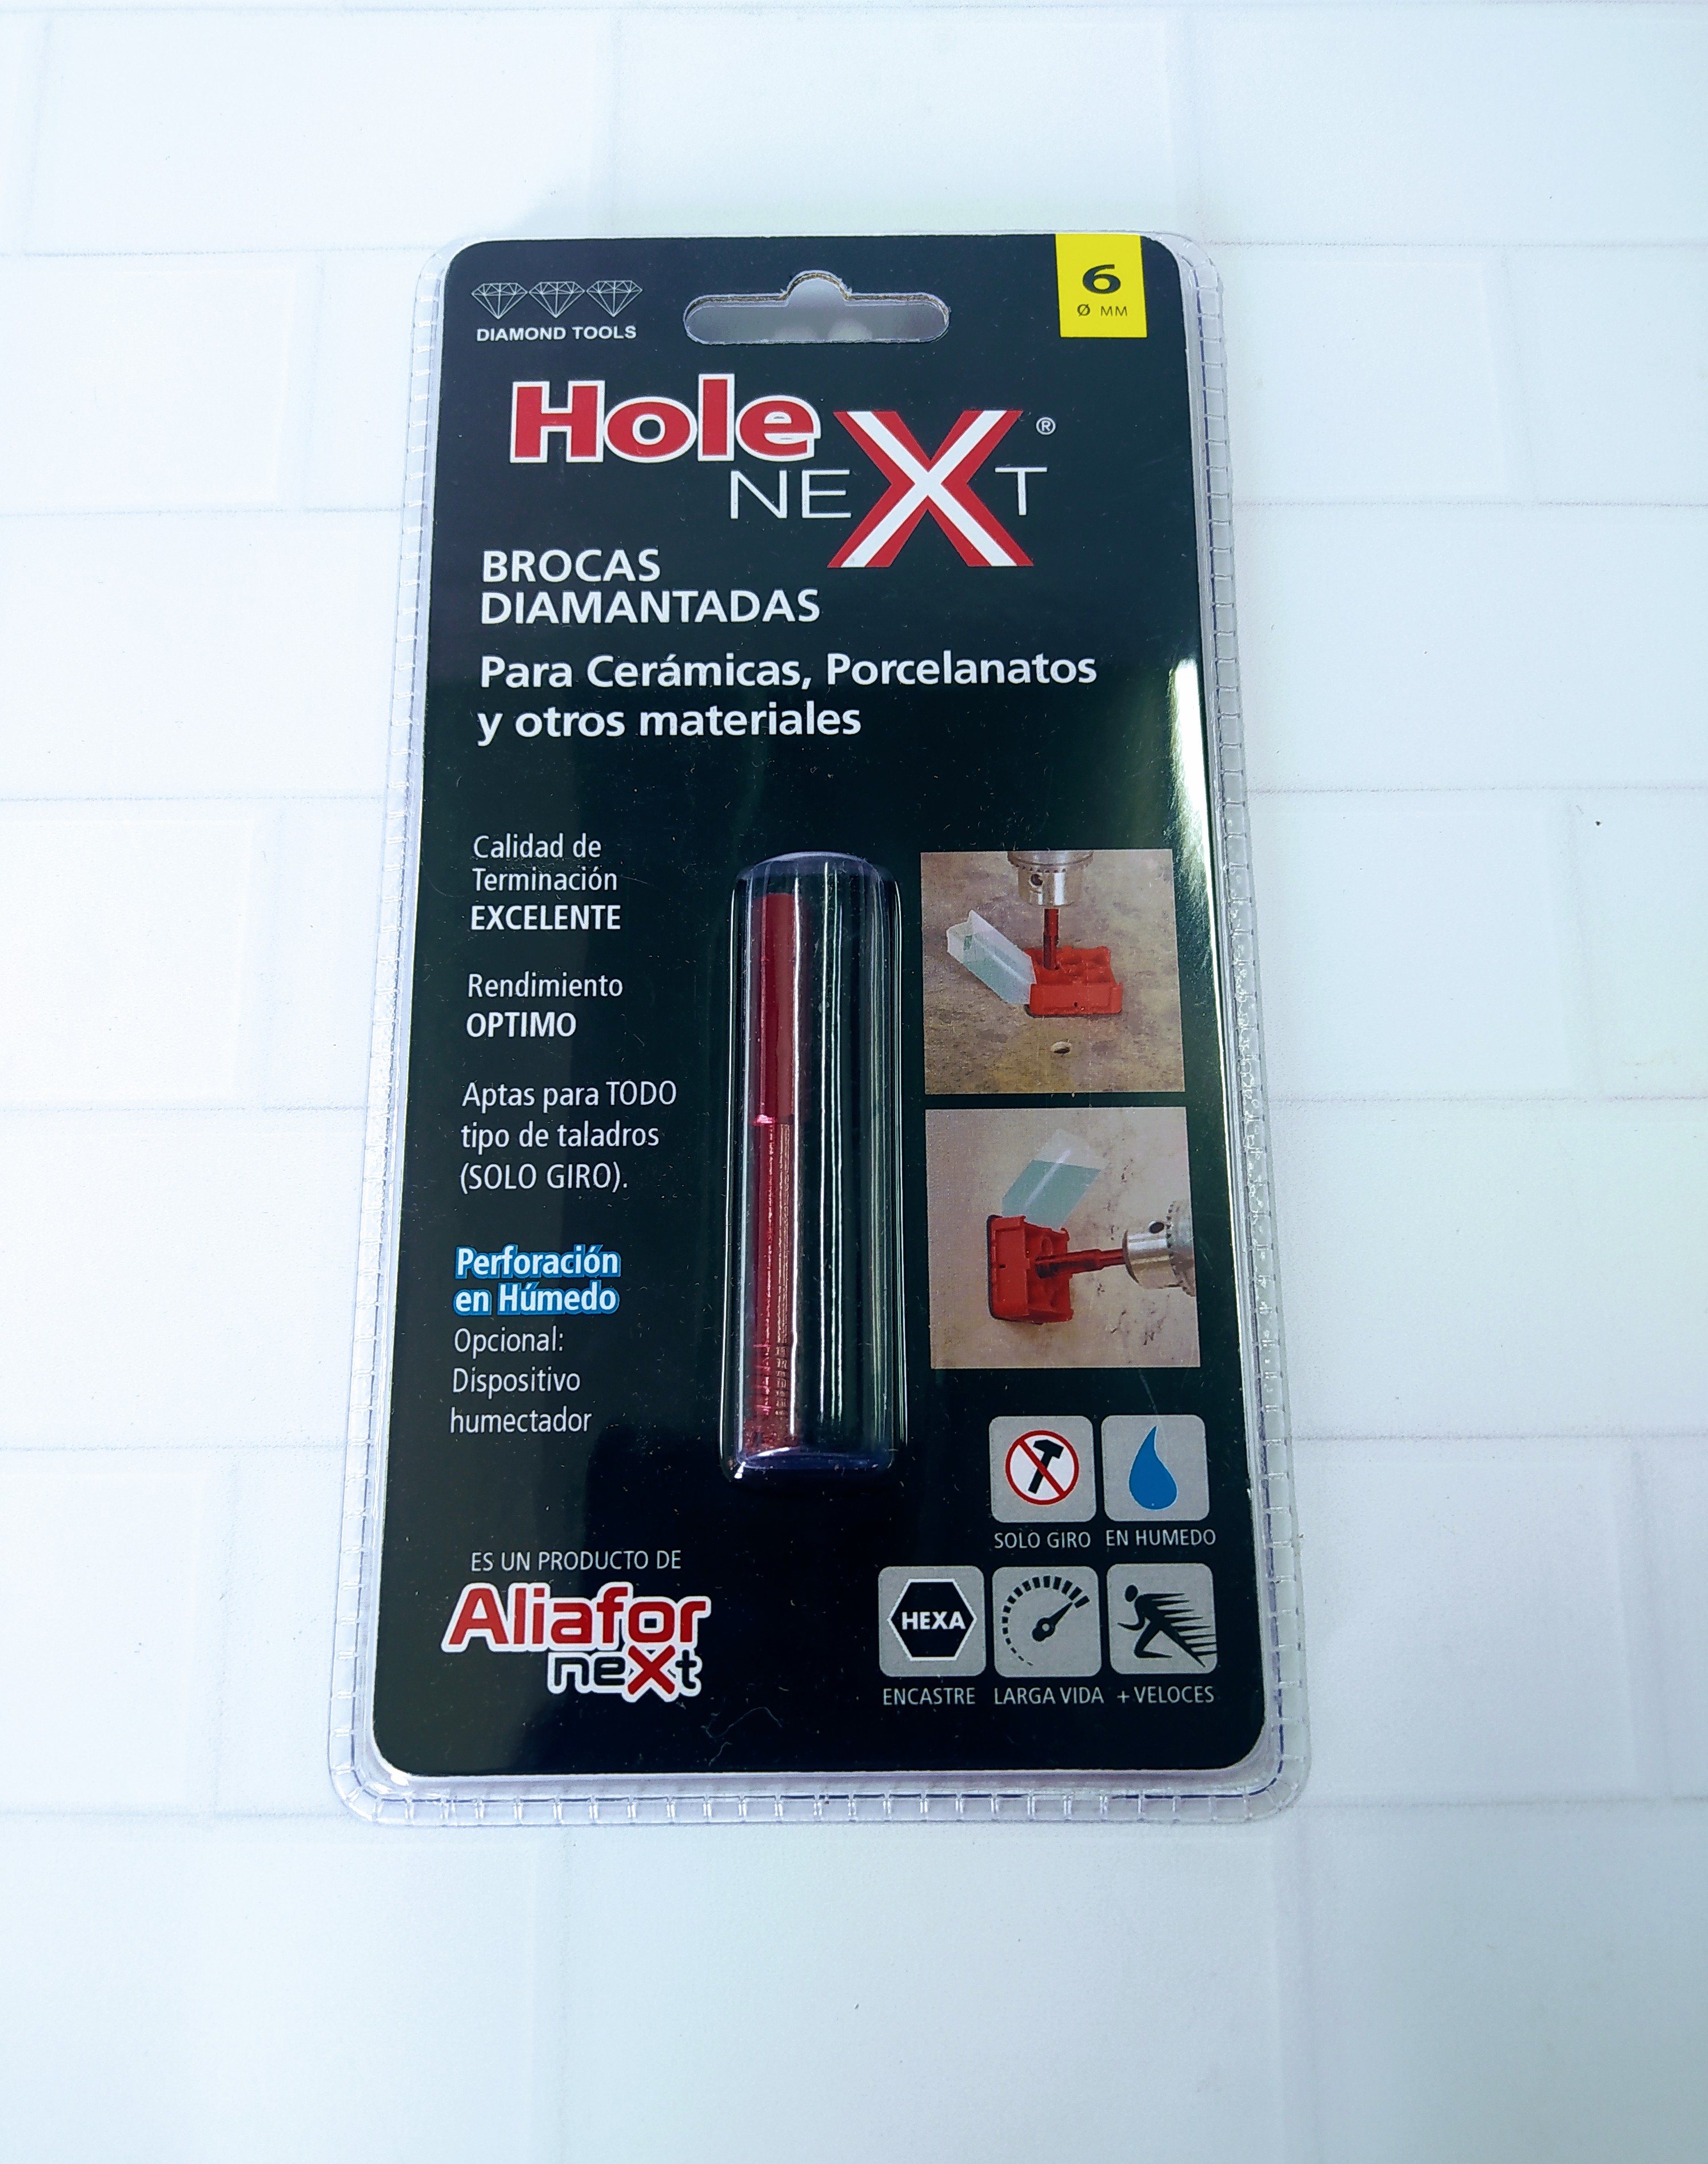 DIAMOND TOOLS
6
Ø MM
Hole
NEXT®
BROCAS
DIAMANTADAS
Para Cerámicas, Porcelanatos
y otros materiales
Calidad de
Terminación
EXCELENTE
Rendimiento
OPTIMO
Aptas para TODO
tipo de taladros
(SOLO GIRO).
Perforación
en Húmedo
Opcional:
Dispositivo
humectador
SOLO GIRO EN HUMEDO
ES UN PRODUCTO DE
Aliafor
neXt
HEXA
ENCASTRE LARGA VIDA + VELOCES